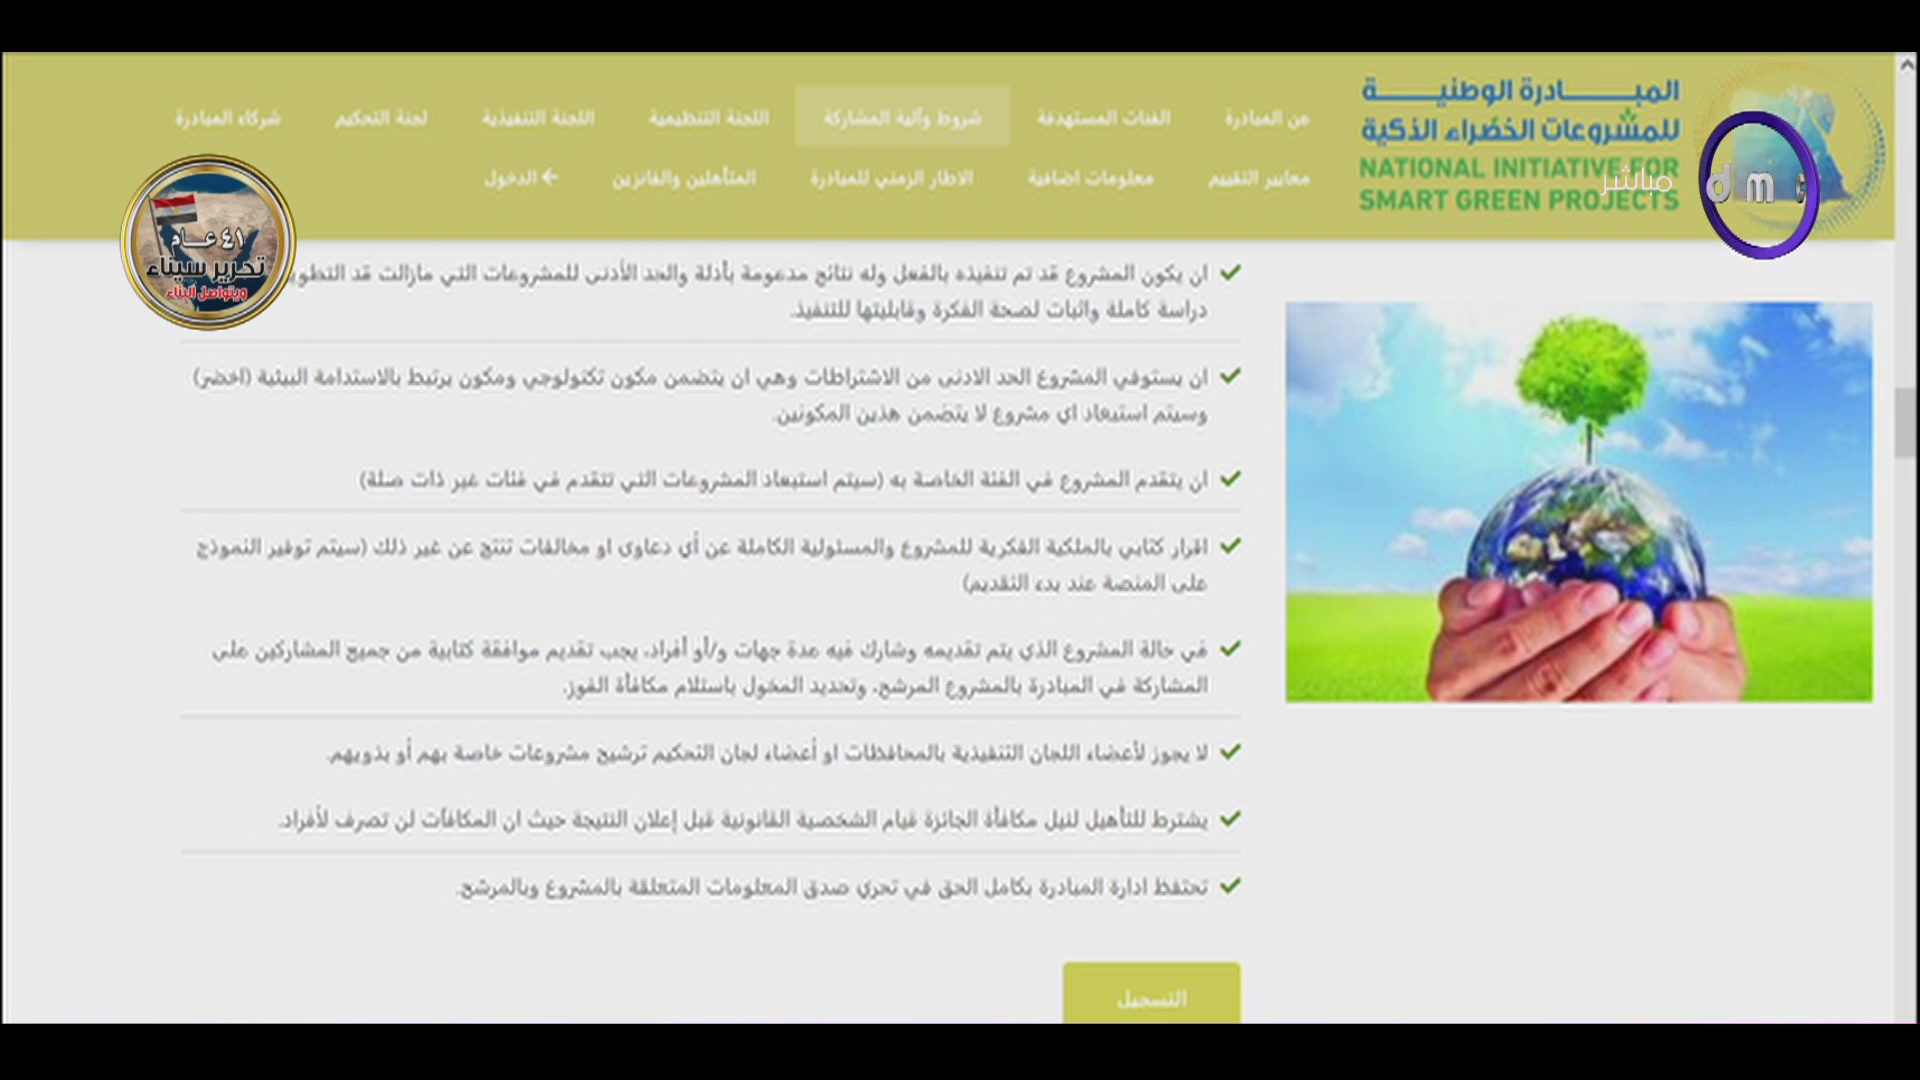 المبـــادرة الوطنيـــة
للمشروعات الخضراء الذكية
NATIONAL INITIATIVE FOR
SMART GREEN PROJECTS
مباشر
dmc
عن المبادرة
الفئات المستهدفة
شروط وآلية المشاركة
اللجنة التنظيمية
اللجنة التنفيذية
لجنة التحكيم
شركاء المبادرة
معايير التقييم
معلومات اضافية
الاطار الزمني للمبادرة
المتأهلين والفائزين
الدخول
٤١ عـــام
تحرير سيناء
ويتواصل البناء
ان يكون المشروع قد تم تنفيذه بالفعل وله نتائج مدعومة بأدلة والحد الأدنى للمشروعات التي مازالت قد التطوير
دراسة كاملة واثبات لصحة الفكرة وقابليتها للتنفيذ.
ان يستوفي المشروع الحد الادنى من الاشتراطات وهي ان يتضمن مكون تكنولوجي ومكون يرتبط بالاستدامة البيئية (اخضر)
وسيتم استبعاد اي مشروع لا يتضمن هذين المكونين.
ان يتقدم المشروع في الفئة الخاصة به (سيتم استبعاد المشروعات التي تتقدم في فئات غير ذات صلة)
اقرار كتابي بالملكية الفكرية للمشروع والمسئولية الكاملة عن أي دعاوى او مخالفات تنتج عن غير ذلك (سيتم توفير النموذج
على المنصة عند بدء التقديم)
في حالة المشروع الذي يتم تقديمه وشارك فيه عدة جهات و/أو أفراد، يجب تقديم موافقة كتابية من جميع المشاركين على
المشاركة في المبادرة بالمشروع المرشح، وتحديد المخول باستلام مكافأة الفوز.
لا يجوز لأعضاء اللجان التنفيذية بالمحافظات او أعضاء لجان التحكيم ترشيح مشروعات خاصة بهم أو بذويهم.
يشترط للتأهيل لنيل مكافأة الجائزة قيام الشخصية القانونية قبل إعلان النتيجة حيث ان المكافآت لن تصرف لأفراد.
تحتفظ ادارة المبادرة بكامل الحق في تحري صدق المعلومات المتعلقة بالمشروع وبالمرشح.
التسجيل